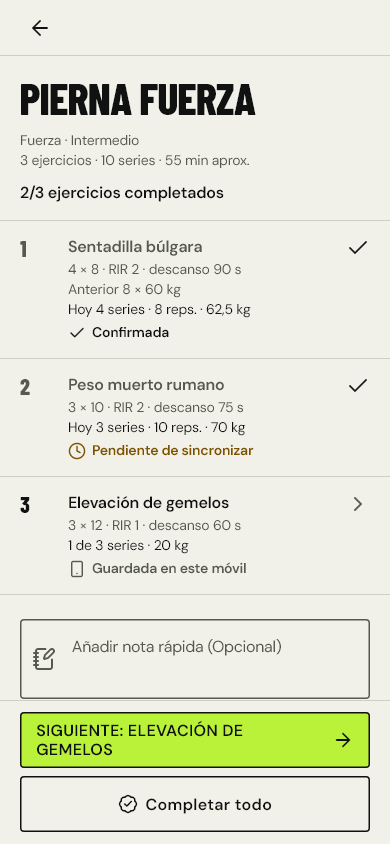 PIERNA FUERZA
Fuerza · Intermedio
3 ejercicios · 10 series · 55 min aprox.
2/3 ejercicios completados
1
Sentadilla búlgara
4 × 8 · RIR 2 · descanso 90 s
Anterior 8 × 60 kg
Hoy 4 series · 8 reps. · 62,5 kg
Confirmada
2
Peso muerto rumano
3 × 10 · RIR 2 · descanso 75 s
Hoy 3 series · 10 reps. · 70 kg
Pendiente de sincronizar
3
Elevación de gemelos
3 × 12 · RIR 1 · descanso 60 s
1 de 3 series · 20 kg
Guardada en este móvil
Añadir nota rápida (Opcional)
SIGUIENTE: ELEVACIÓN DE
GEMELOS
Completar todo